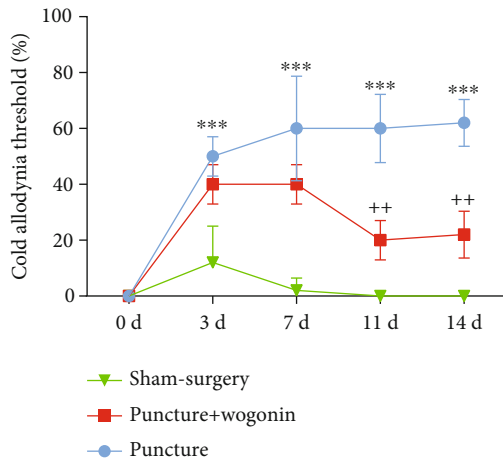 Cold allodynia threshold (%)
100
80
60
40
20
0
***
***
***
***
++
++
0 d 3 d 7 d 11 d 14 d
Sham-surgery
Puncture+wogonin
Puncture